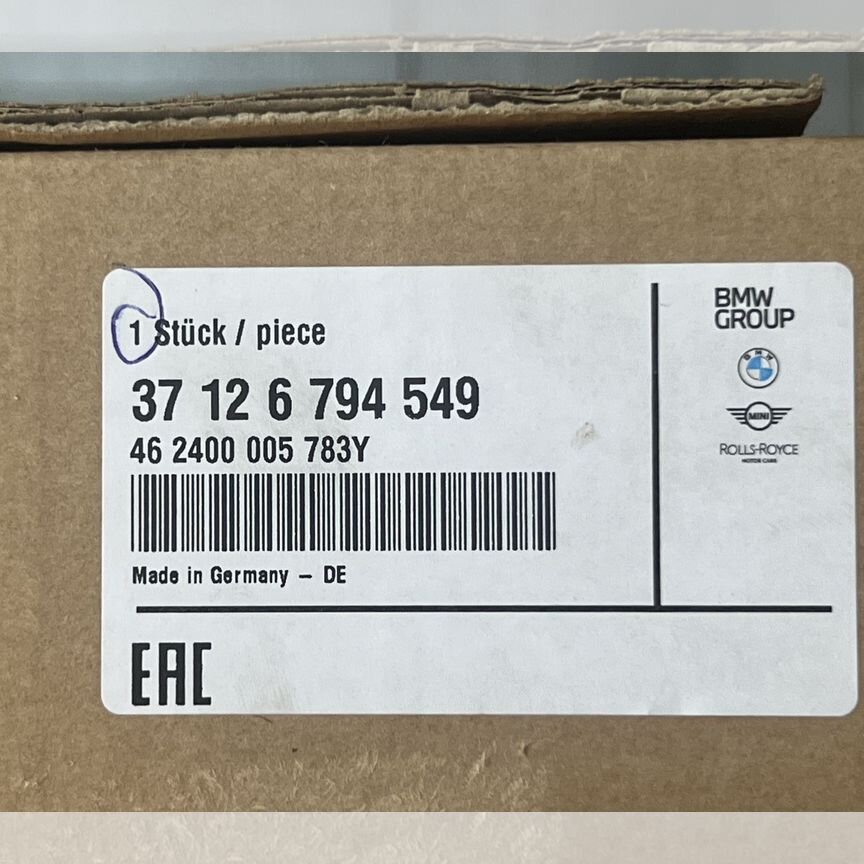 1 Stück / piece
37 12 6 794 549
46 2400 005 783Y
Made in Germany – DE
EAC
BMW
GROUP
BMW
MINI
ROLLS-ROYCE
MOTOR CARS